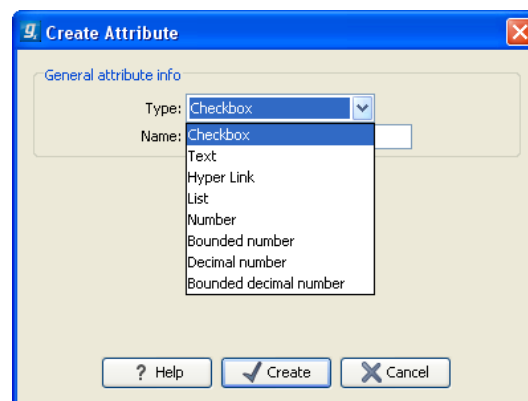 Create Attribute
General attribute info
Type: Checkbox
Name: Checkbox
Text
Hyper Link
List
Number
Bounded number
Decimal number
Bounded decimal number
? Help Create Cancel